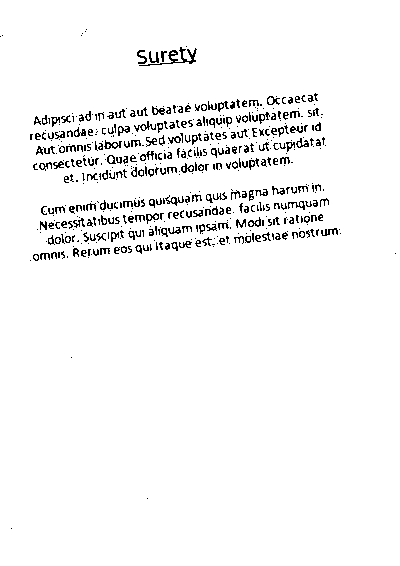 Surety
Adipisci ad in aut aut beatae voluptatem. Occaecat
recusandae. culpa voluptates aliquip voluptatem. sit.
Aut omnis laborum. Sed voluptates aut Excepteur id
consectetur. Quae officia facilis quaerat ut cupidatat
et. Incidunt dolorum dolor in voluptatem.
Cum enim ducimus quisquam quis magna harum in.
Necessitatibus tempor recusandae. facilis numquam
dolor. Suscipit qui aliquam ipsam. Modi sit ratione
omnis. Rerum eos qui itaque est. et molestiae nostrum.